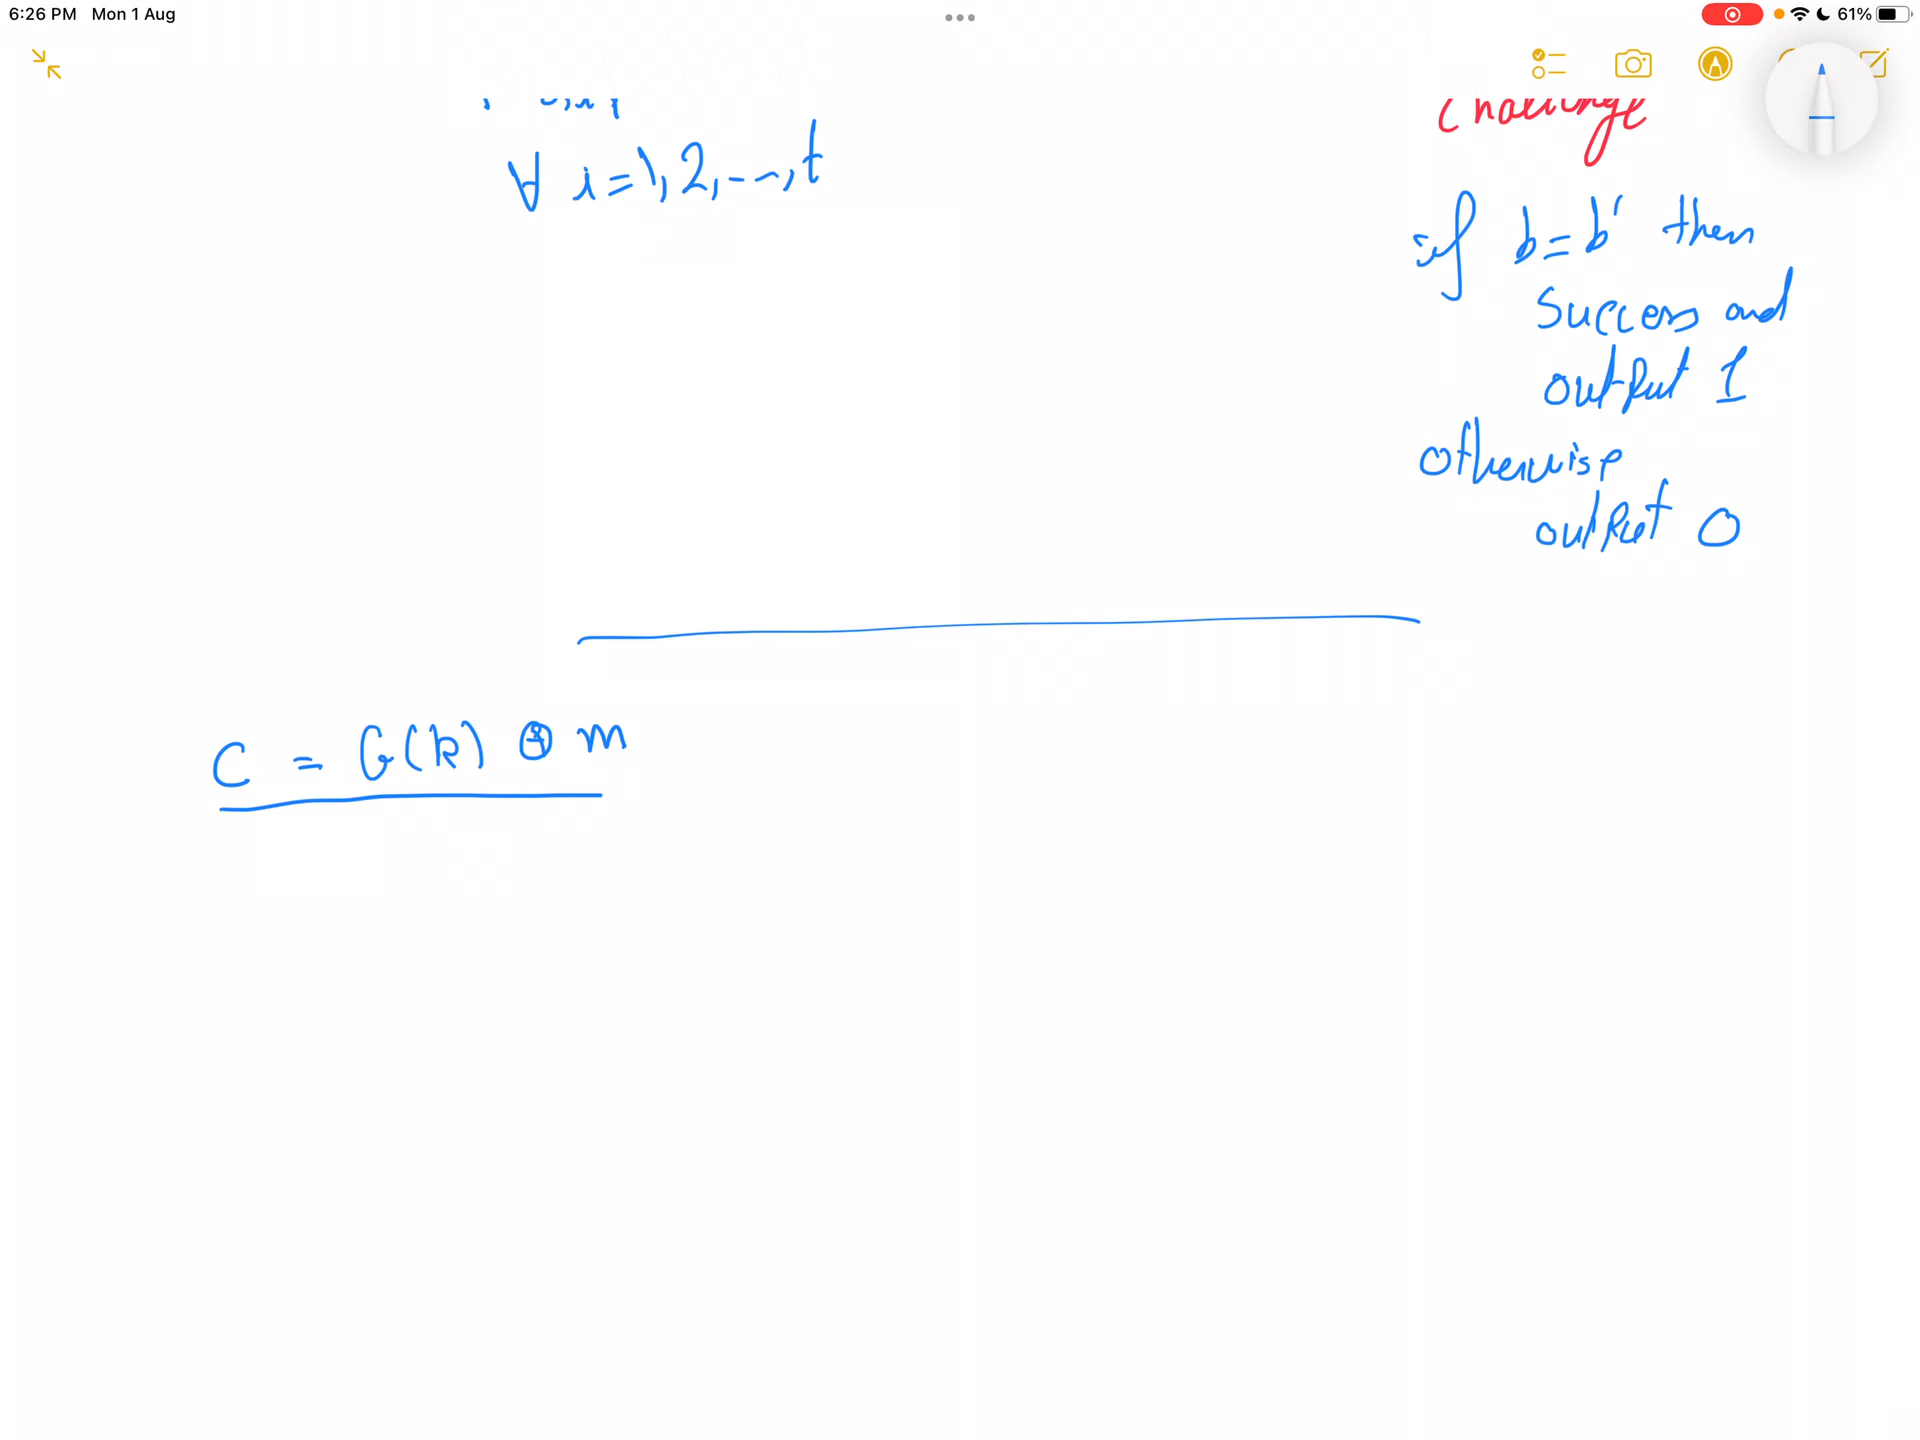 6:26 PM Mon 1 Aug
61%
challenge
∀ i=1,2,---,t
if b=b' then
success and
output 1
otherwise
output 0
C = G(k) ⊕ m